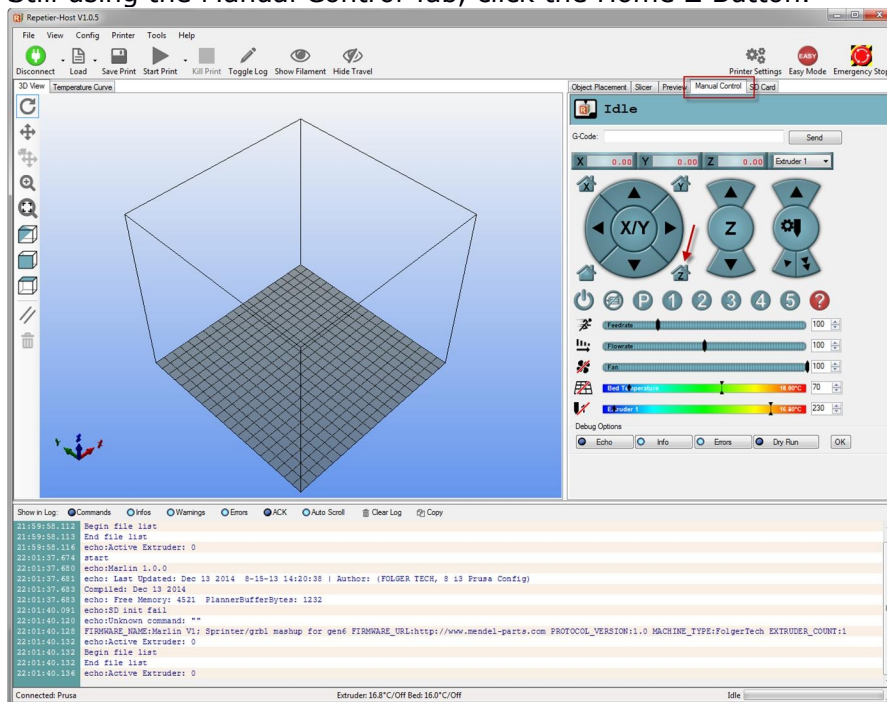 Still using the Manual Control Tab, click the Home Z Button.
Repetier-Host V1.0.5
File View Config Printer Tools Help
Disconnect Load Save Print Start Print Kill Print Toggle Log Show Filament Hide Travel Printer Settings Easy Mode Emergency Stop
EASY
3D View Temperature Curve
Object Placement Slicer Preview Manual Control SD Card
Idle
G-Code: Send
X 0.00 Y 0.00 Z 0.00 Extruder 1
X Y
X/Y Z
Z
P 1 2 3 4 5 ?
Feedrate 100
Flowrate 100
Fan 100
Bed Temperature 16.00°C 70
Extruder 1 16.80°C 230
Debug Options
Echo Info Errors Dry Run OK
Y Z X
Show in Log: Commands Infos Warnings Errors ACK Auto Scroll Clear Log Copy
21:59:58.112 Begin file list
21:59:58.113 End file list
21:59:58.116 echo:Active Extruder: 0
22:01:37.674 start
22:01:37.680 echo:Marlin 1.0.0
22:01:37.681 echo: Last Updated: Dec 13 2014 8-15-13 14:20:38 | Author: (FOLGER TECH, 8 i3 Prusa Config)
22:01:37.683 Compiled: Dec 13 2014
22:01:37.683 echo: Free Memory: 4521 PlannerBufferBytes: 1232
22:01:40.091 echo:SD init fail
22:01:40.120 echo:Unknown command: ""
22:01:40.128 FIRMWARE_NAME:Marlin V1; Sprinter/grbl mashup for gen6 FIRMWARE_URL:http://www.mendel-parts.com PROTOCOL_VERSION:1.0 MACHINE_TYPE:FolgerTech EXTRUDER_COUNT:1
22:01:40.132 echo:Active Extruder: 0
22:01:40.132 Begin file list
22:01:40.132 End file list
22:01:40.136 echo:Active Extruder: 0
Connected: Prusa Extruder: 16.8°C/Off Bed: 16.0°C/Off Idle